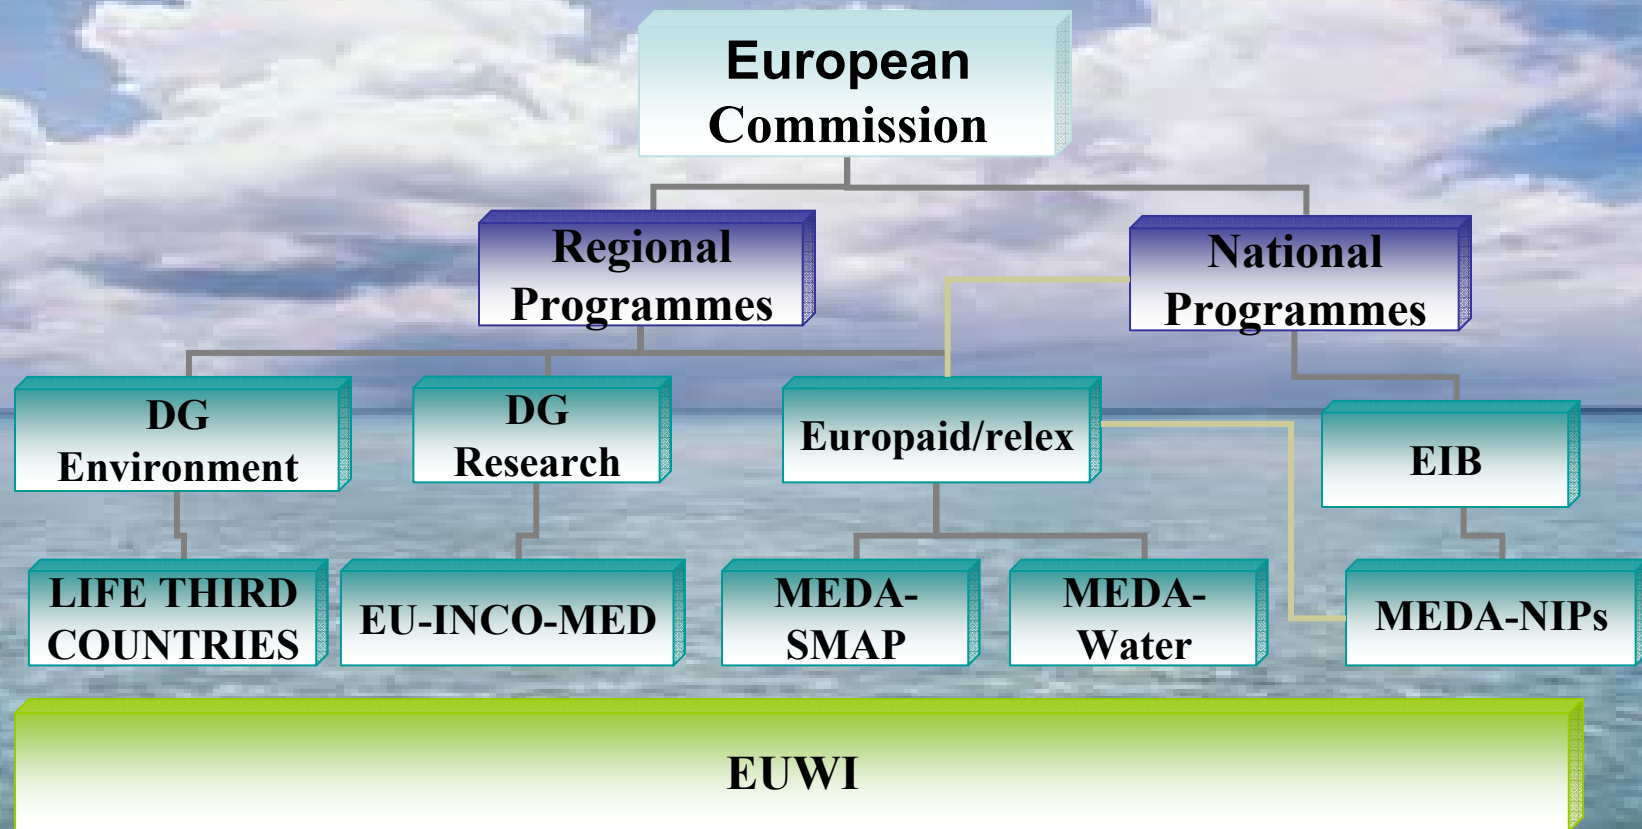 European
Commission
Regional
Programmes
National
Programmes
DG
Environment
DG
Research
Europaid/relex
EIB
LIFE THIRD
COUNTRIES
EU-INCO-MED
MEDA-
SMAP
MEDA-
Water
MEDA-NIPs
EUWI